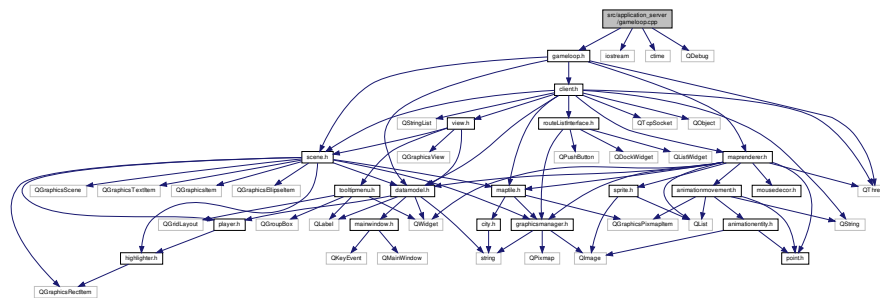 src/application_server
/gameloop.cpp
gameloop.h
iostream
ctime
QDebug
client.h
QStringList
view.h
routeListInterface.h
QTcpSocket
QObject
scene.h
QGraphicsView
QPushButton
QDockWidget
QListWidget
maprenderer.h
QGraphicsScene
QGraphicsTextItem
QGraphicsItem
QGraphicsEllipseItem
tooltipmenu.h
datamodel.h
maptile.h
sprite.h
animationmovement.h
mousedecor.h
QThre
QGridLayout
player.h
QGroupBox
QLabel
mainwindow.h
QWidget
city.h
graphicsmanager.h
QGraphicsPixmapItem
QList
animationentity.h
QString
highlighter.h
QKeyEvent
QMainWindow
string
QPixmap
QImage
point.h
QGraphicsRectItem